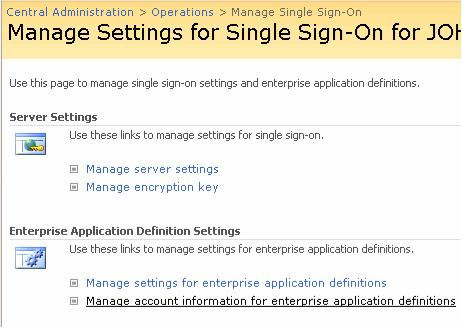 Central Administration > Operations > Manage Single Sign-On
Manage Settings for Single Sign-On for JOH
Use this page to manage single sign-on settings and enterprise application definitions.
Server Settings
Use these links to manage settings for single sign-on.
Manage server settings
Manage encryption key
Enterprise Application Definition Settings
Use these links to manage settings for enterprise application definitions.
Manage settings for enterprise application definitions
Manage account information for enterprise application definitions